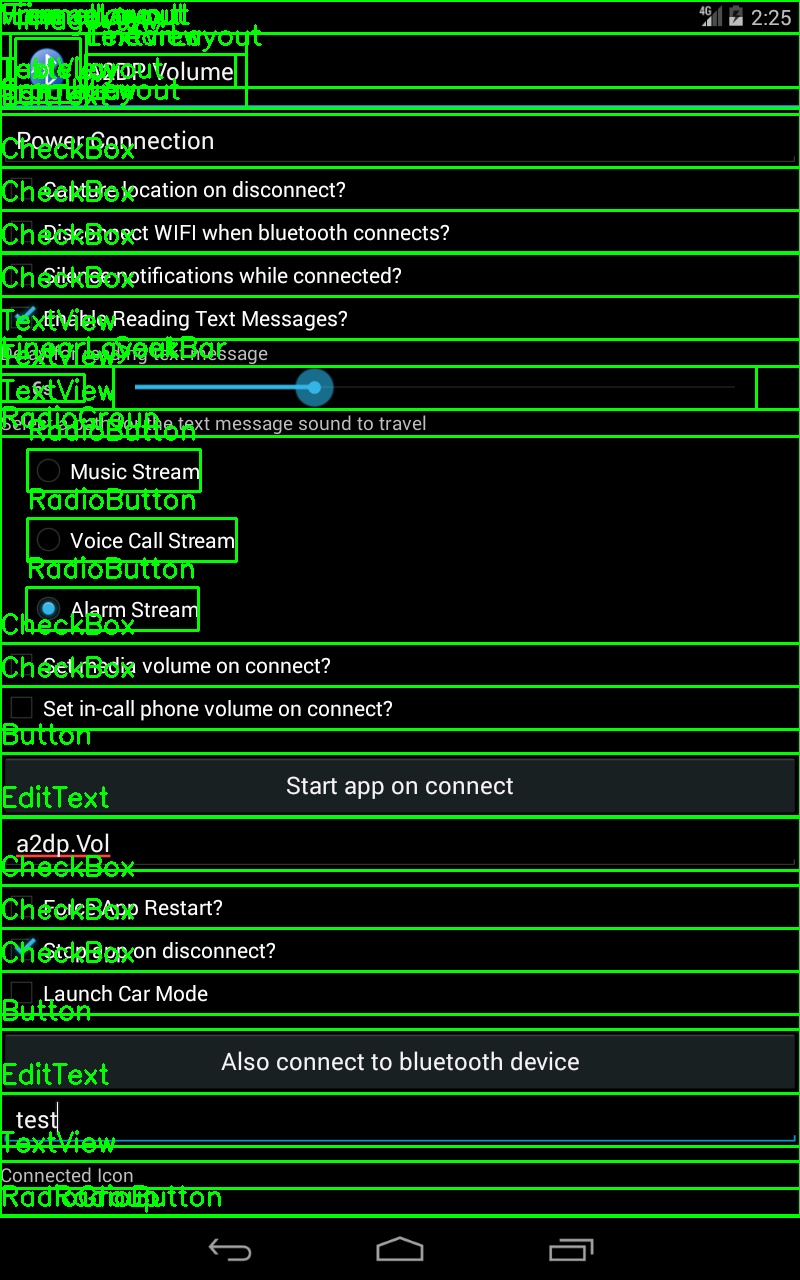 4G 2:25
TextView
A2DP Volume
Power Connection
CheckBox
Capture location on disconnect?
CheckBox
Disconnect WIFI when bluetooth connects?
CheckBox
Silence notifications while connected?
CheckBox
Enable Reading Text Messages?
TextView
LinearLayout SeekBar
message
TextView
6s
TextView
RadioGroup
the text message sound to travel
RadioButton
Music Stream
RadioButton
Voice Call Stream
RadioButton
Alarm Stream
CheckBox
Set media volume on connect?
CheckBox
Set in-call phone volume on connect?
Button
Start app on connect
EditText
a2dp.Vol
CheckBox
Force App Restart?
CheckBox
Stop app on disconnect?
CheckBox
Launch Car Mode
Button
Also connect to bluetooth device
EditText
test
TextView
Connected Icon
RadioGroup RadioButton